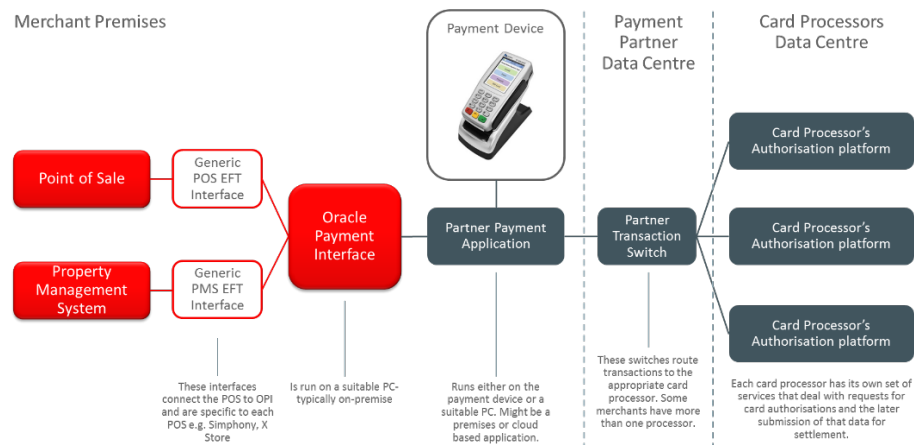 Merchant Premises
Payment Device
Payment
Partner
Data Centre
Card Processors
Data Centre
Point of Sale
Generic
POS EFT
Interface
Property
Management
System
Generic
PMS EFT
Interface
Oracle
Payment
Interface
Partner Payment
Application
Partner
Transaction
Switch
Card Processor's
Authorisation platform
Card Processor's
Authorisation platform
Card Processor's
Authorisation platform
These interfaces
connect the POS to OPI
and are specific to each
POS e.g. Simphony, X
Store
Is run on a suitable PC-
typically on-premise
Runs either on the
payment device or a
suitable PC. Might be a
premises or cloud
based application.
These switches route
transactions to the
appropriate card
processor. Some
merchants have more
than one processor.
Each card processor has its own set of
services that deal with requests for
card authorisations and the later
submission of that data for
settlement.